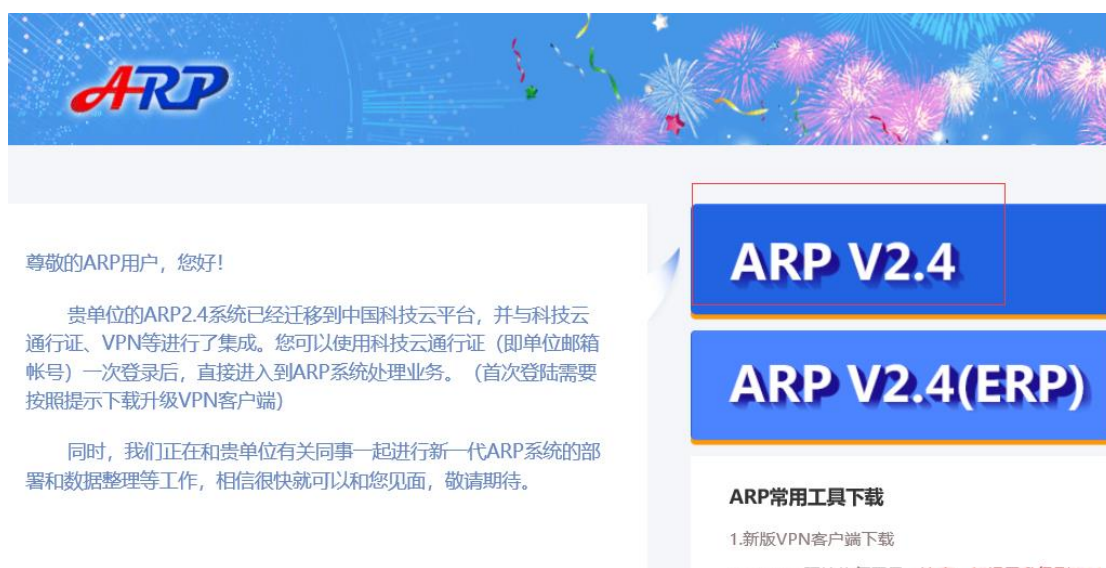 ARP
尊敬的ARP用户，您好！
贵单位的ARP2.4系统已经迁移到中国科技云平台，并与科技云
通行证、VPN等进行了集成。您可以使用科技云通行证（即单位邮箱
帐号）一次登录后，直接进入到ARP系统处理业务。（首次登陆需要
按照提示下载升级VPN客户端）
同时，我们正在和贵单位有关同事一起进行新一代ARP系统的部
署和数据整理等工作，相信很快就可以和您见面，敬请期待。
ARP V2.4
ARP V2.4(ERP)
ARP常用工具下载
1.新版VPN客户端下载